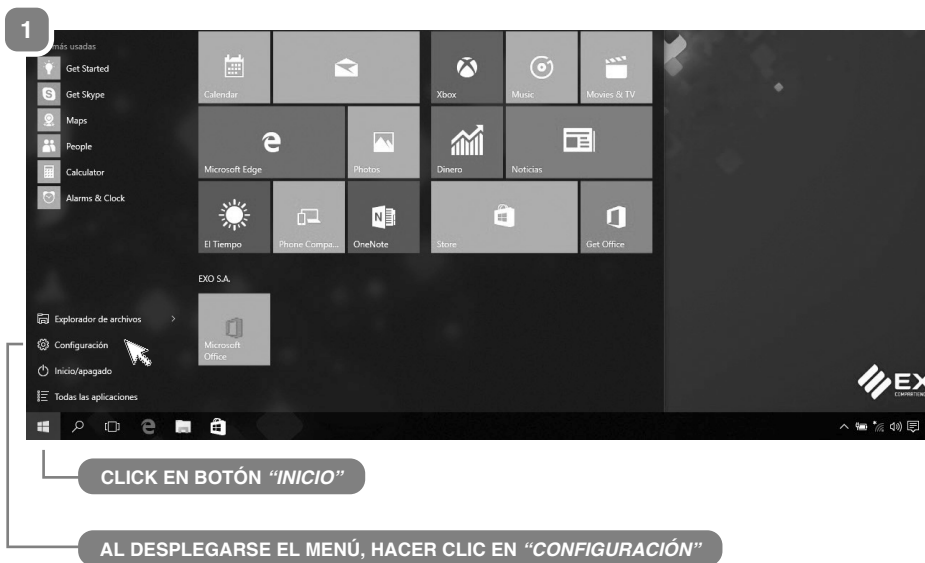 1
más usadas
Get Started
Get Skype
Maps
People
Calculator
Alarms & Clock
Explorador de archivos
Configuración
Inicio/apagado
Todas las aplicaciones
Calendar
Xbox
Music
Movies & TV
Microsoft Edge
Photos
Dinero
Noticias
El Tiempo
Phone Compa...
OneNote
Store
Get Office
EXO S.A.
Microsoft
Office
EX
CLICK EN BOTÓN “INICIO”
AL DESPLEGARSE EL MENÚ, HACER CLIC EN “CONFIGURACIÓN”